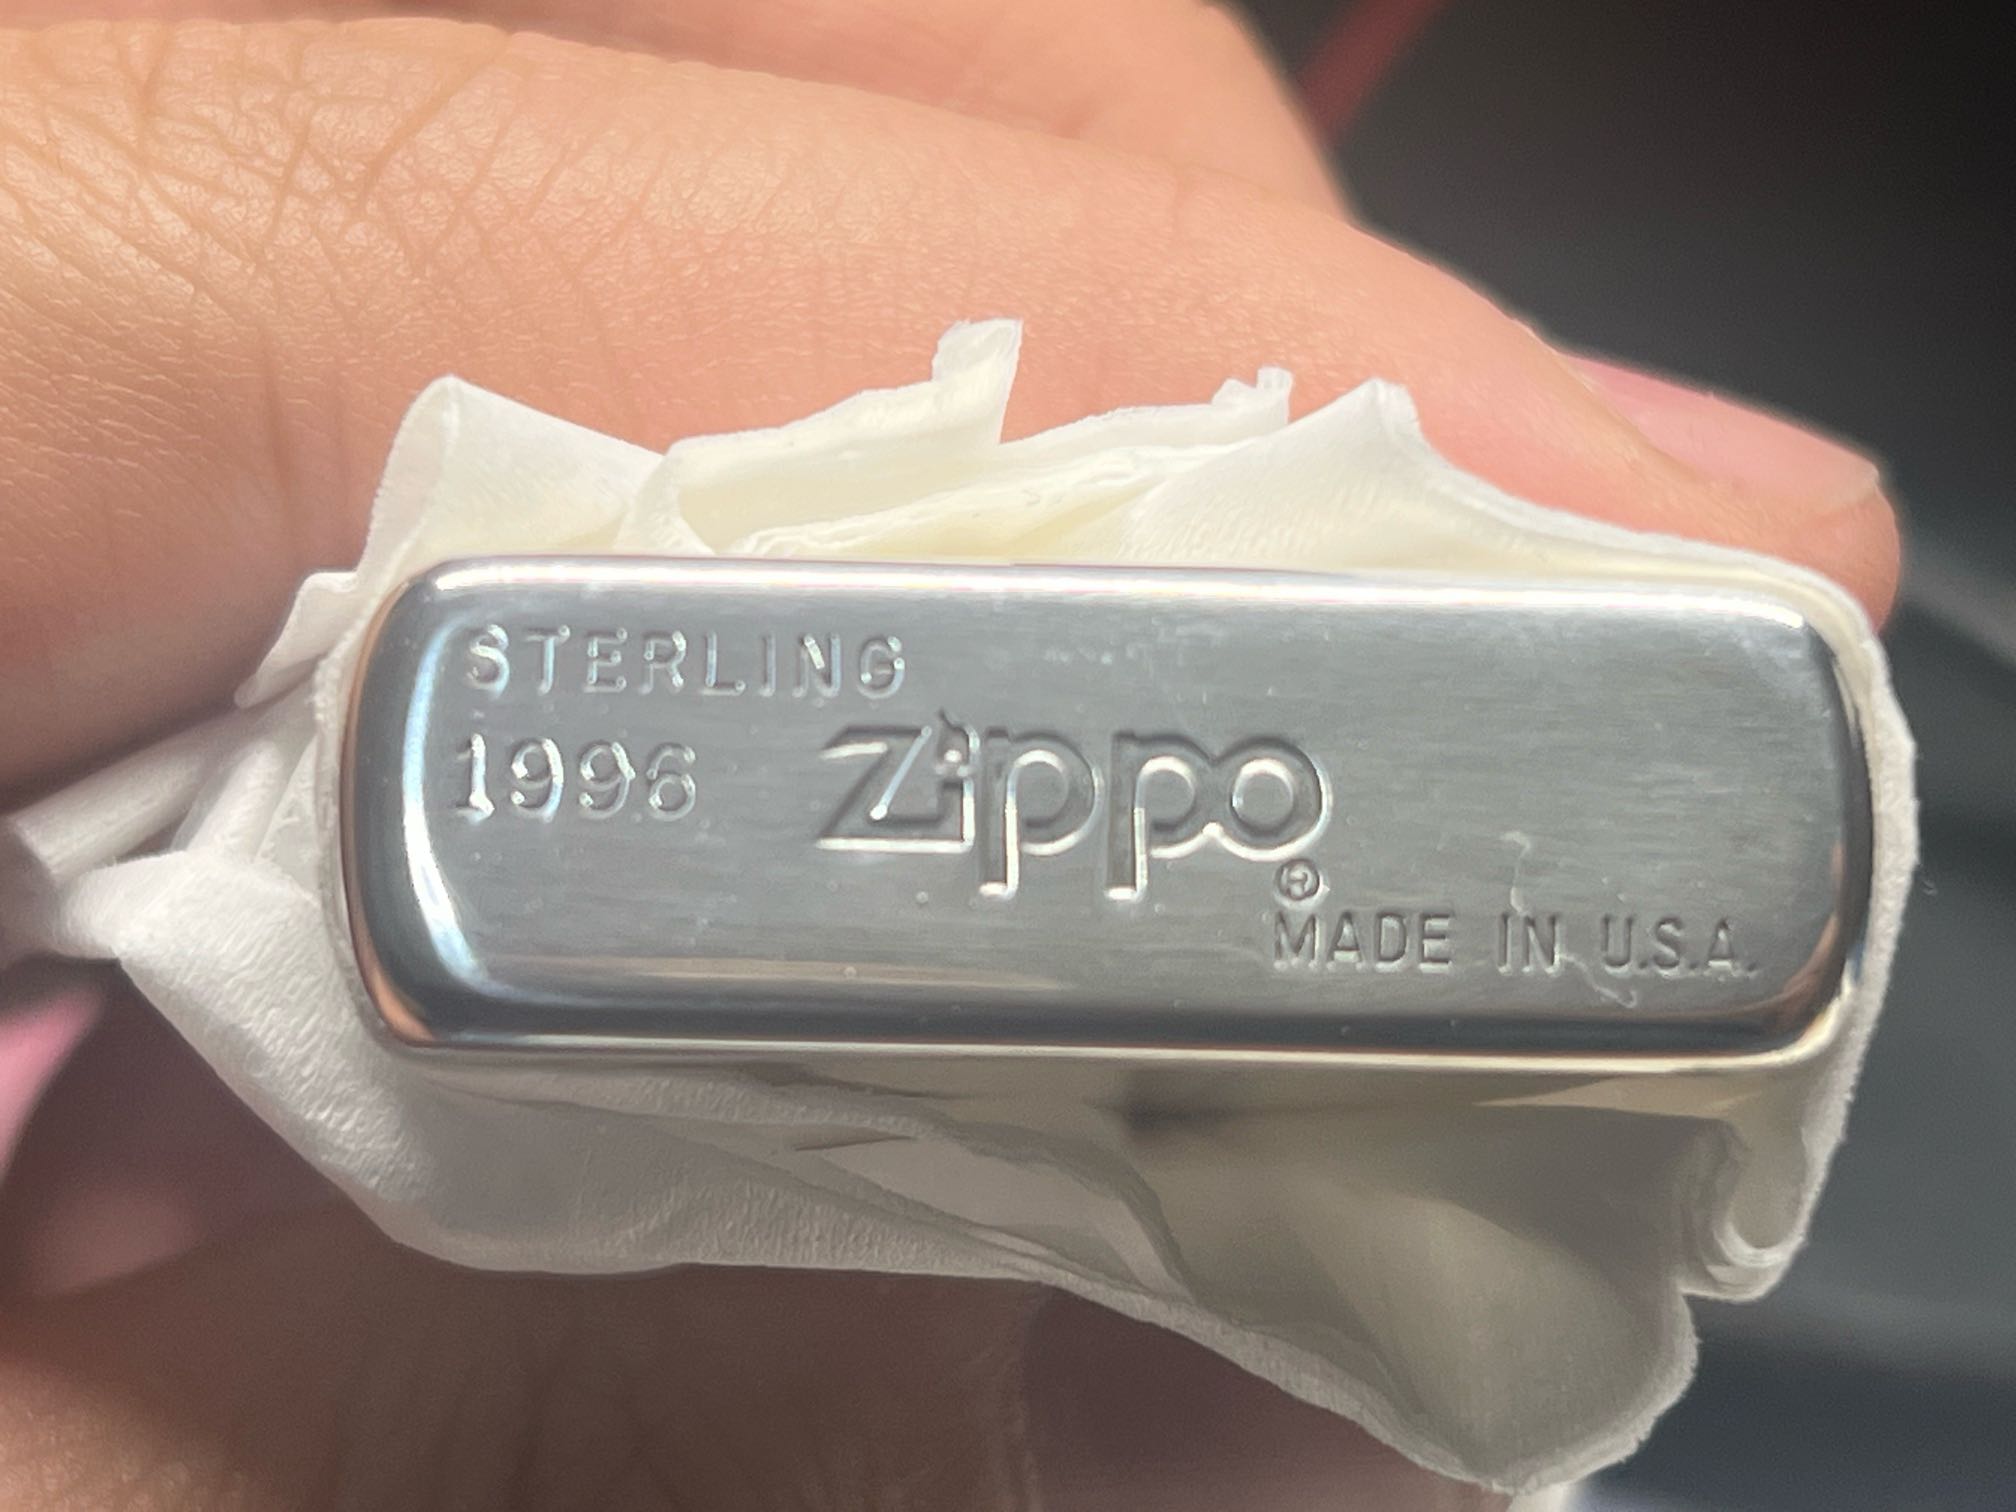 STERLING
1996 Zippo
®
MADE IN U.S.A.